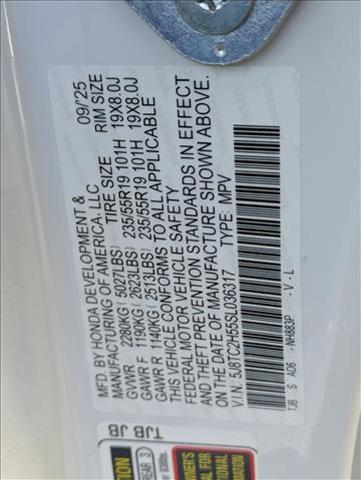 MFD. BY HONDA DEVELOPMENT & 09/'25
MANUFACTURING OF AMERICA, LLC
TIRE SIZE RIM SIZE
GVWR 2280KG ( 5027LBS)
GAWR F 1190KG ( 2623LBS) 235/55R19 101H 19X8.0J
GAWR R 1140KG ( 2513LBS) 235/55R19 101H 19X8.0J
THIS VEHICLE CONFORMS TO ALL APPLICABLE
FEDERAL MOTOR VEHICLE SAFETY
AND THEFT PREVENTION STANDARDS IN EFFECT
ON THE DATE OF MANUFACTURE SHOWN ABOVE.
V.I.N. 5J8TC2H55SL036317 TYPE: MPV
TJB S A06 -NH883P - V - L
TJB
JB
REAR 3